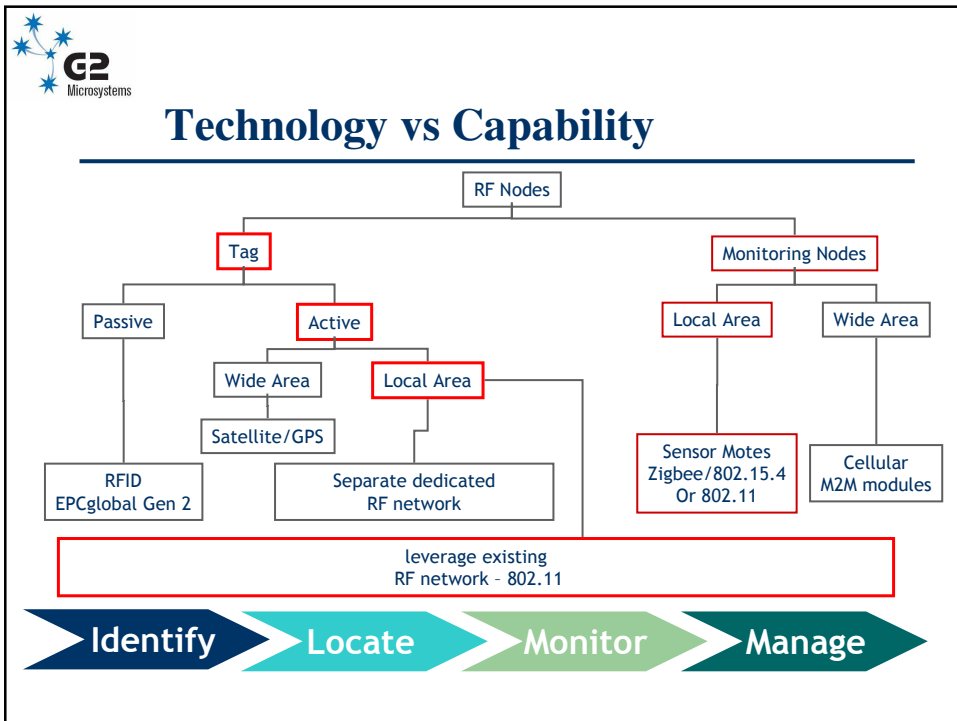 G2
Microsystems
Technology vs Capability
RF Nodes
Tag
Monitoring Nodes
Passive
Active
Local Area
Wide Area
Wide Area
Local Area
Satellite/GPS
RFID
EPCglobal Gen 2
Separate dedicated
RF network
Sensor Motes
Zigbee/802.15.4
Or 802.11
Cellular
M2M modules
leverage existing
RF network – 802.11
Identify
Locate
Monitor
Manage